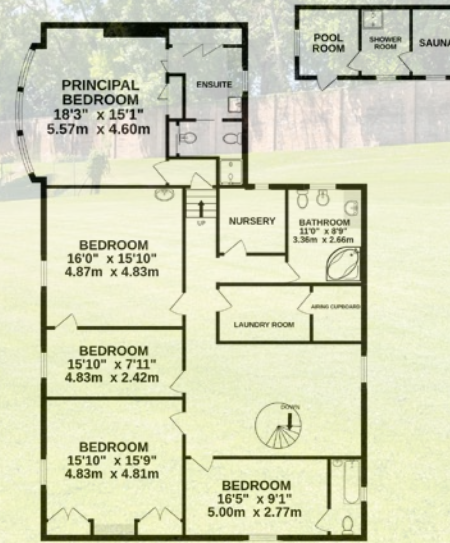 POOL
ROOM
SHOWER
ROOM
SAUNA
PRINCIPAL
BEDROOM
18'3" x 15'1"
5.57m x 4.60m
ENSUITE
UP
NURSERY
BATHROOM
11'0" x 8'9"
3.36m x 2.66m
BEDROOM
16'0" x 15'10"
4.87m x 4.83m
AIRING CUPBOARD
LAUNDRY ROOM
BEDROOM
15'10" x 7'11"
4.83m x 2.42m
DOWN
BEDROOM
15'10" x 15'9"
4.83m x 4.81m
BEDROOM
16'5" x 9'1"
5.00m x 2.77m